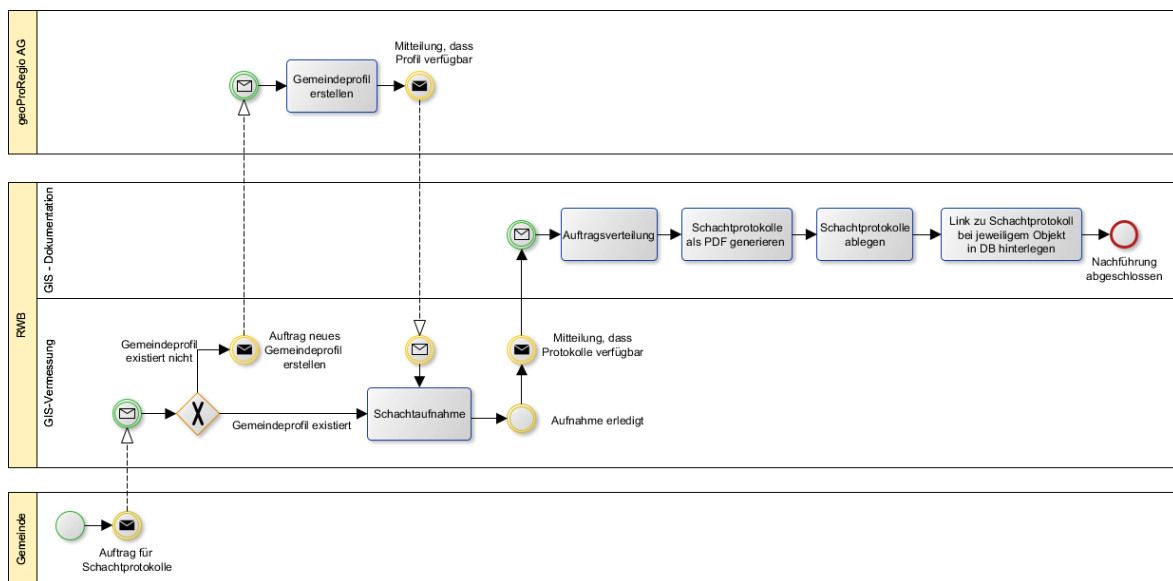 geoProRegio AG
Mitteilung, dass
Profil verfügbar
Gemeindeprofil
erstellen
RWB
GIS - Dokumentation
Auftragsverteilung
Schachtprotokolle
als PDF generieren
Schachtprotokolle
ablegen
Link zu Schachtprotokoll
bei jeweiligem Objekt
in DB hinterlegen
Nachführung
abgeschlossen
GIS-Vermessung
Gemeindeprofil
existiert nicht
Auftrag neues
Gemeindeprofil
erstellen
Mitteilung, dass
Protokolle verfügbar
Gemeindeprofil existiert
Schachtaufnahme
Aufnahme erledigt
Gemeinde
Auftrag für
Schachtprotokolle